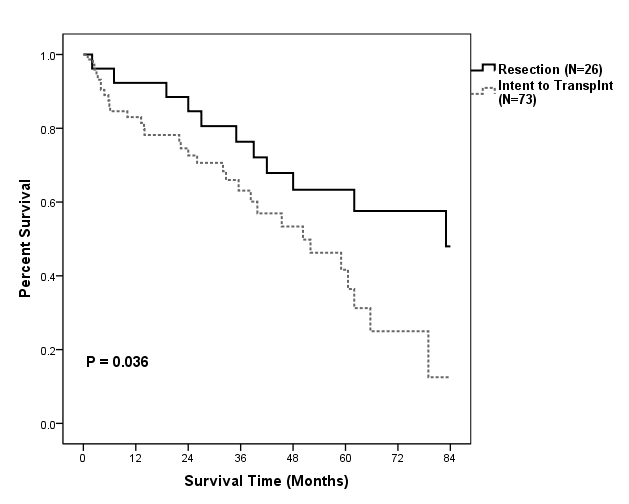 1.0
0.8
0.6
0.4
0.2
0.0
Percent Survival
P = 0.036
0 12 24 36 48 60 72 84
Survival Time (Months)
Resection (N=26)
Intent to Transplnt
(N=73)